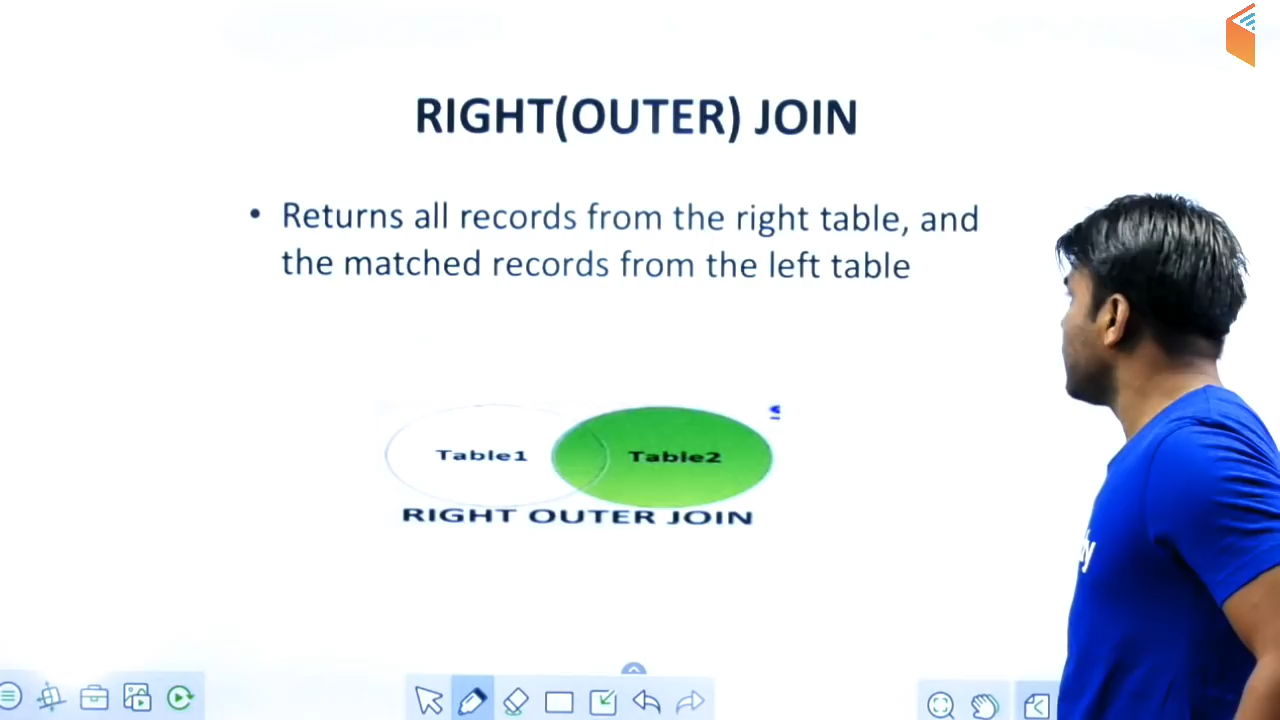 RIGHT(OUTER) JOIN
• Returns all records from the right table, and
the matched records from the left table
Table1 Table2
RIGHT OUTER JOIN